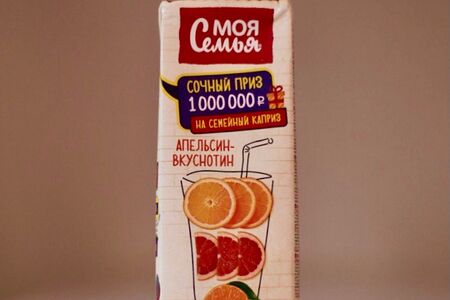 МОЯ
Семья
СОЧНЫЙ ПРИЗ
1 000 000 ₽
НА СЕМЕЙНЫЙ КАПРИЗ
АПЕЛЬСИН-
ВКУСНОТИН